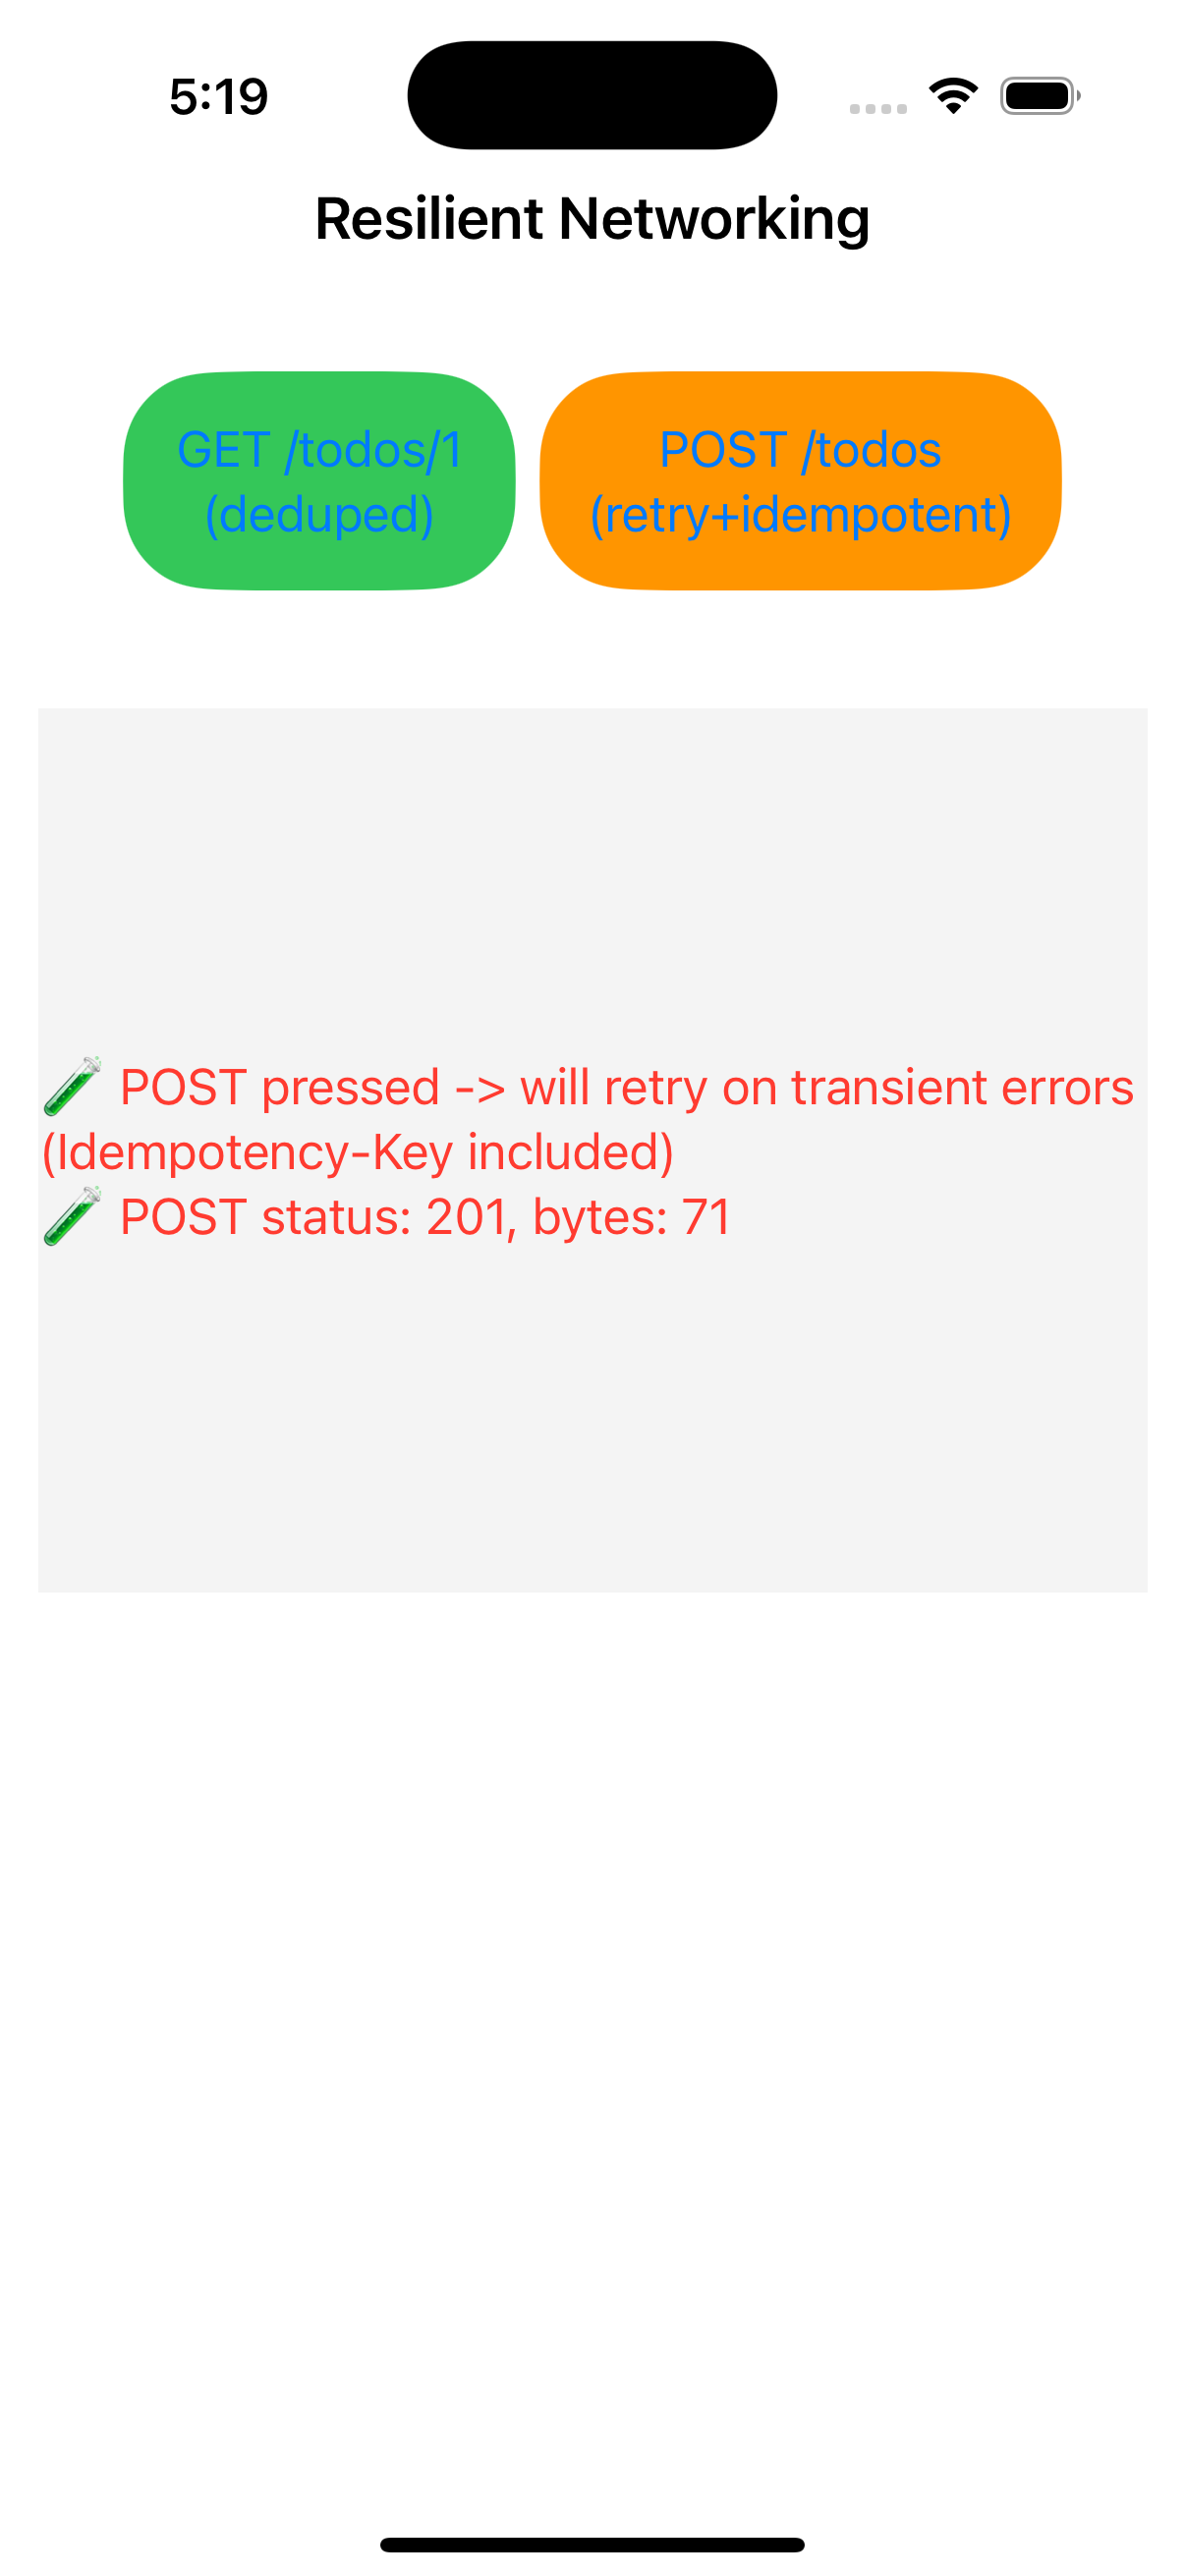 5:19
Resilient Networking
GET /todos/1
(deduped)
POST /todos
(retry+idempotent)
🧪 POST pressed -> will retry on transient errors
(Idempotency-Key included)
🧪 POST status: 201, bytes: 71